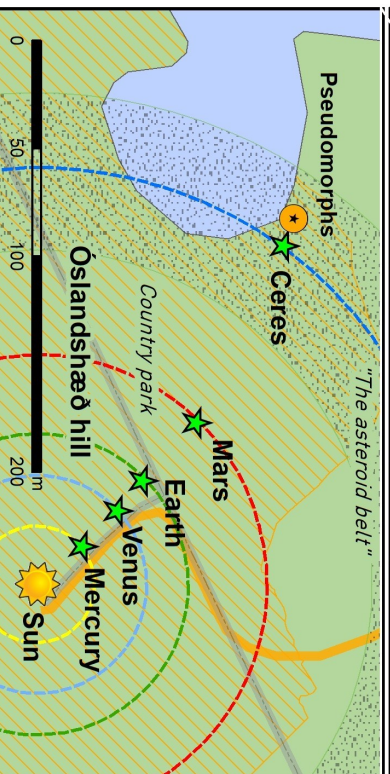 Pseudomorphs
Ceres
"The asteroid belt"
Country park
Mars
Óslandshæð hill
Earth
Venus
Mercury
Sun
0
50
100
200
m